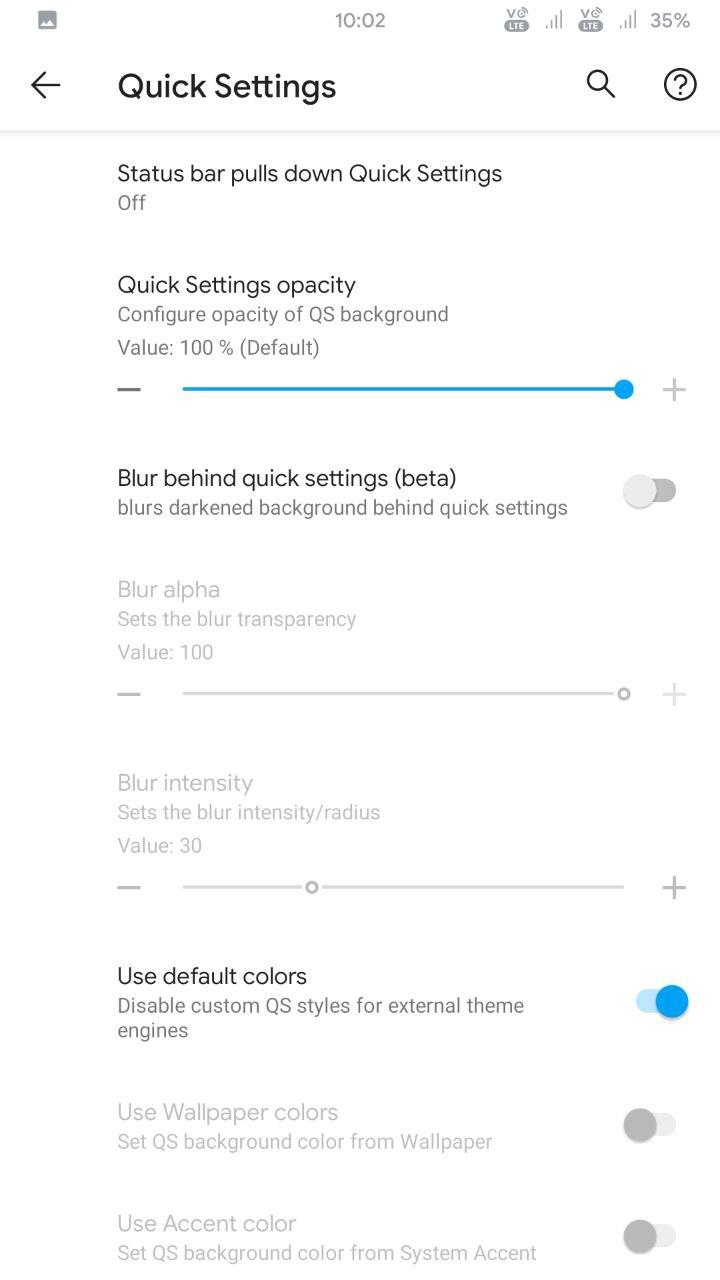 10:02 VoLTE VoLTE 35%
Quick Settings
Status bar pulls down Quick Settings
Off
Quick Settings opacity
Configure opacity of QS background
Value: 100 % (Default)
Blur behind quick settings (beta)
blurs darkened background behind quick settings
Blur alpha
Sets the blur transparency
Value: 100
Blur intensity
Sets the blur intensity/radius
Value: 30
Use default colors
Disable custom QS styles for external theme
engines
Use Wallpaper colors
Set QS background color from Wallpaper
Use Accent color
Set QS background color from System Accent